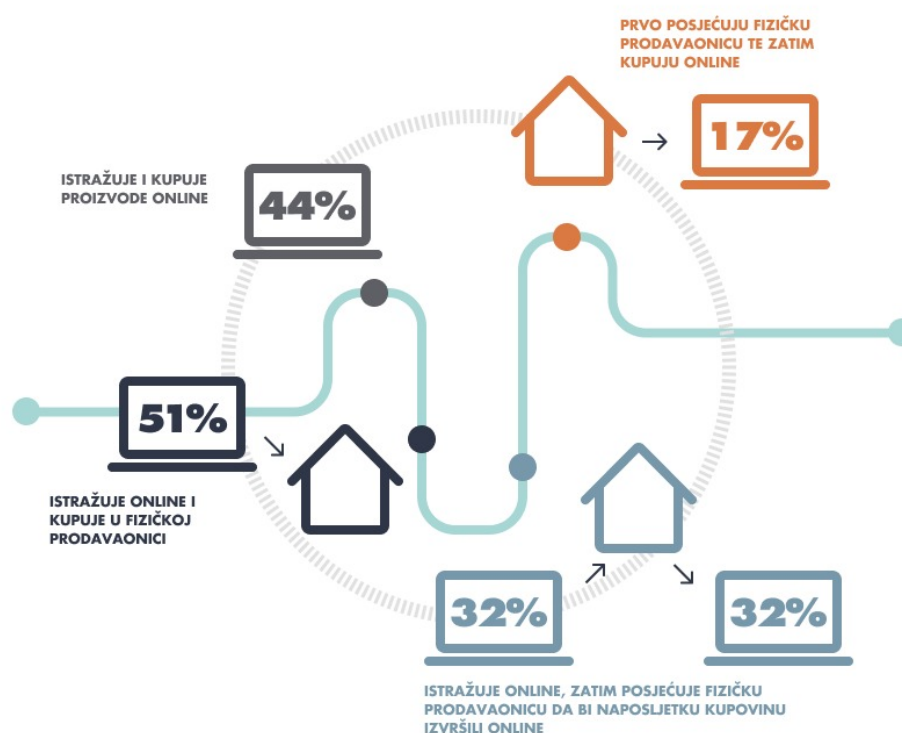 PRVO POSJEĆUJU FIZIČKU
PRODAVAONICU TE ZATIM
KUPUJU ONLINE
17%
ISTRAŽUJE I KUPUJE
PROIZVODE ONLINE
44%
51%
ISTRAŽUJE ONLINE I
KUPUJE U FIZIČKOJ
PRODAVAONICI
32%
32%
ISTRAŽUJE ONLINE, ZATIM POSJEĆUJE FIZIČKU
PRODAVAONICU DA BI NAPOSLJETKU KUPOVINU
IZVRŠILI ONLINE